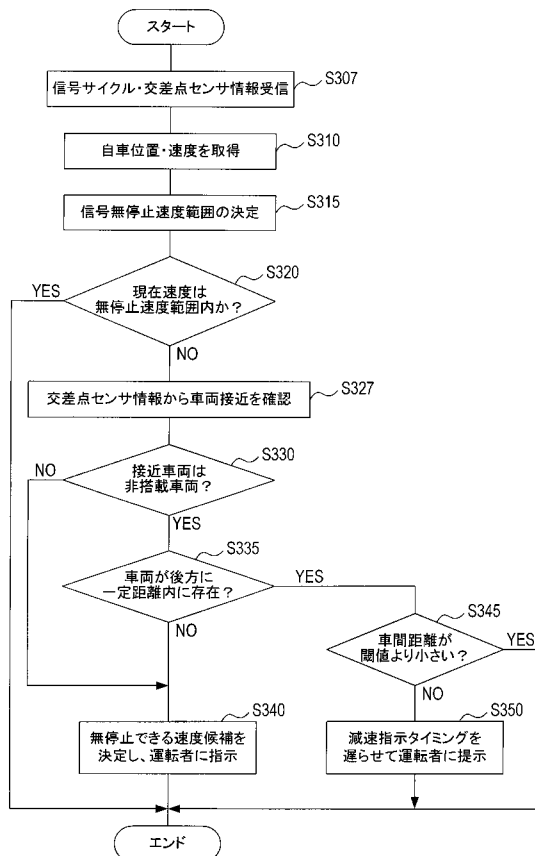 スタート
信号サイクル・交差点センサ情報受信
S307
自車位置・速度を取得
S310
信号無停止速度範囲の決定
S315
現在速度は
無停止速度範囲内か?
S320
YES
NO
交差点センサ情報から車両接近を確認
S327
接近車両は
非搭載車両?
S330
NO
YES
車両が後方に
一定距離内に存在?
S335
YES
NO
車間距離が
閾値より小さい?
S345
YES
NO
無停止できる速度候補を
決定し、運転者に指示
S340
減速指示タイミングを
遅らせて運転者に提示
S350
エンド